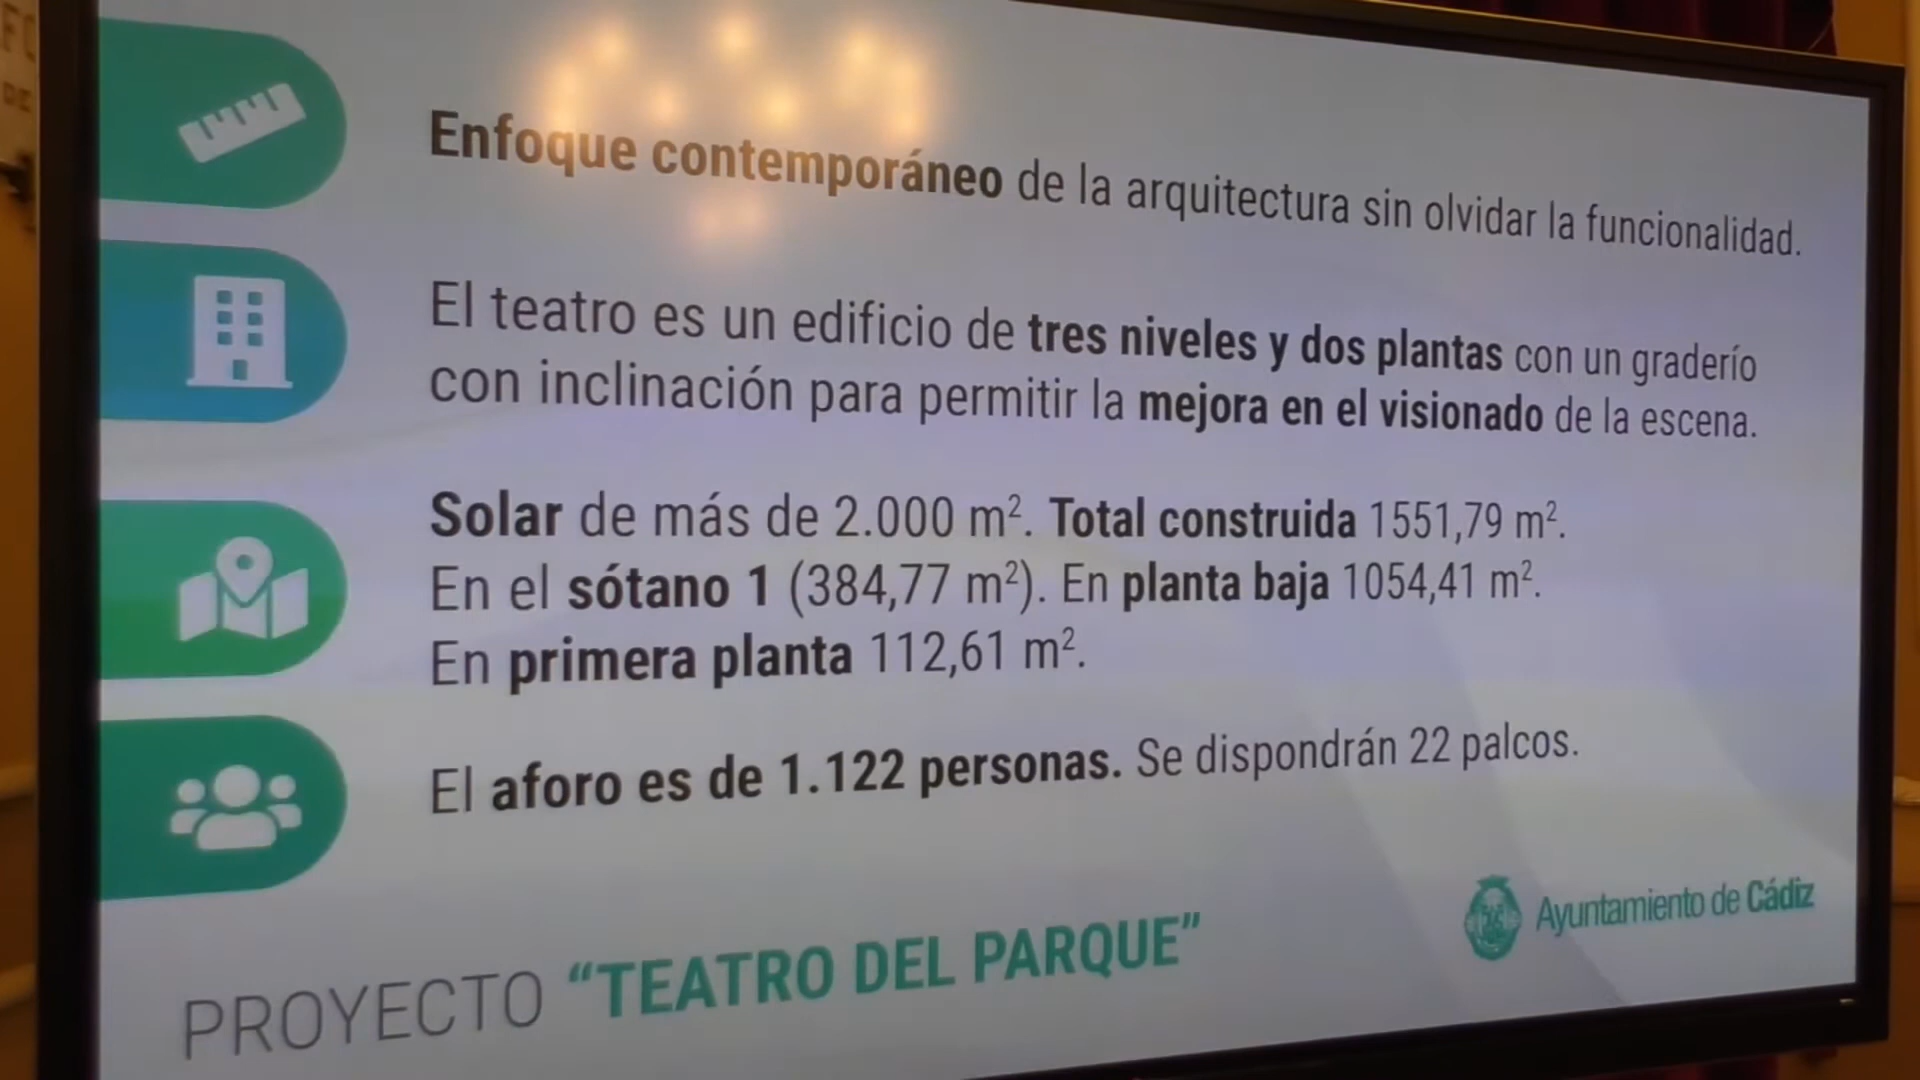 Enfoque contemporáneo de la arquitectura sin olvidar la funcionalidad.
El teatro es un edificio de tres niveles y dos plantas con un graderío
con inclinación para permitir la mejora en el visionado de la escena.
Solar de más de 2.000 m². Total construida 1551,79 m².
En el sótano 1 (384,77 m²). En planta baja 1054,41 m².
En primera planta 112,61 m².
El aforo es de 1.122 personas. Se dispondrán 22 palcos.
Ayuntamiento de Cádiz
PROYECTO “TEATRO DEL PARQUE”